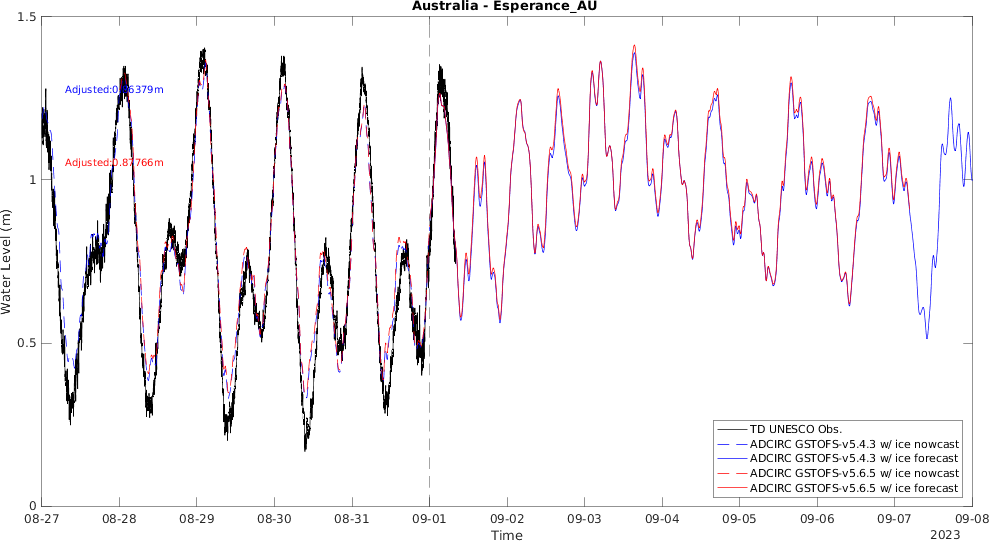 Australia - Esperance_AU
1.5
1
0.5
0
Water Level (m)
Adjusted:0.87766m
08-27
08-28
08-29
08-30
08-31
09-01
09-02
09-03
09-04
09-05
09-06
09-07
09-08
Time
2023
TD UNESCO Obs.
ADCIRC GSTOFS-v5.4.3 w/ ice nowcast
ADCIRC GSTOFS-v5.4.3 w/ ice forecast
ADCIRC GSTOFS-v5.6.5 w/ ice nowcast
ADCIRC GSTOFS-v5.6.5 w/ ice forecast